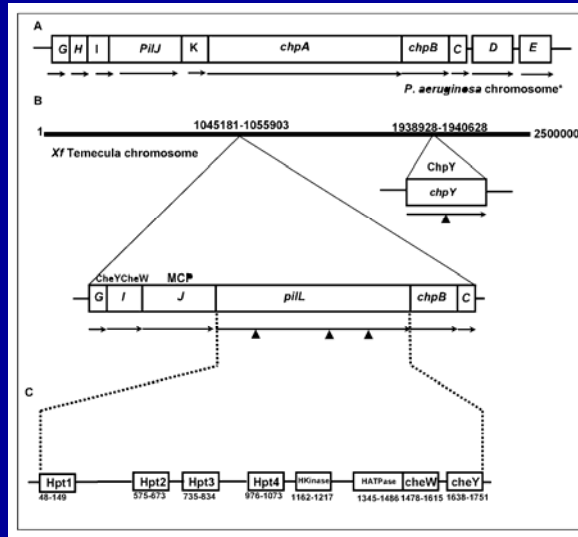 A
G H I PilJ K chpA chpB C D E
P. aeruginosa chromosome*
B
1045181-1055903 1938928-1940628
1 2500000
Xf Temecula chromosome
ChpY
chpY
CheYCheW MCP
G I J pilL chpB C
C
Hpt1 Hpt2 Hpt3 Hpt4 HKinase HATPase cheW cheY
48-149 575-673 735-834 976-1073 1162-1217 1345-1486 1478-1615 1638-1751